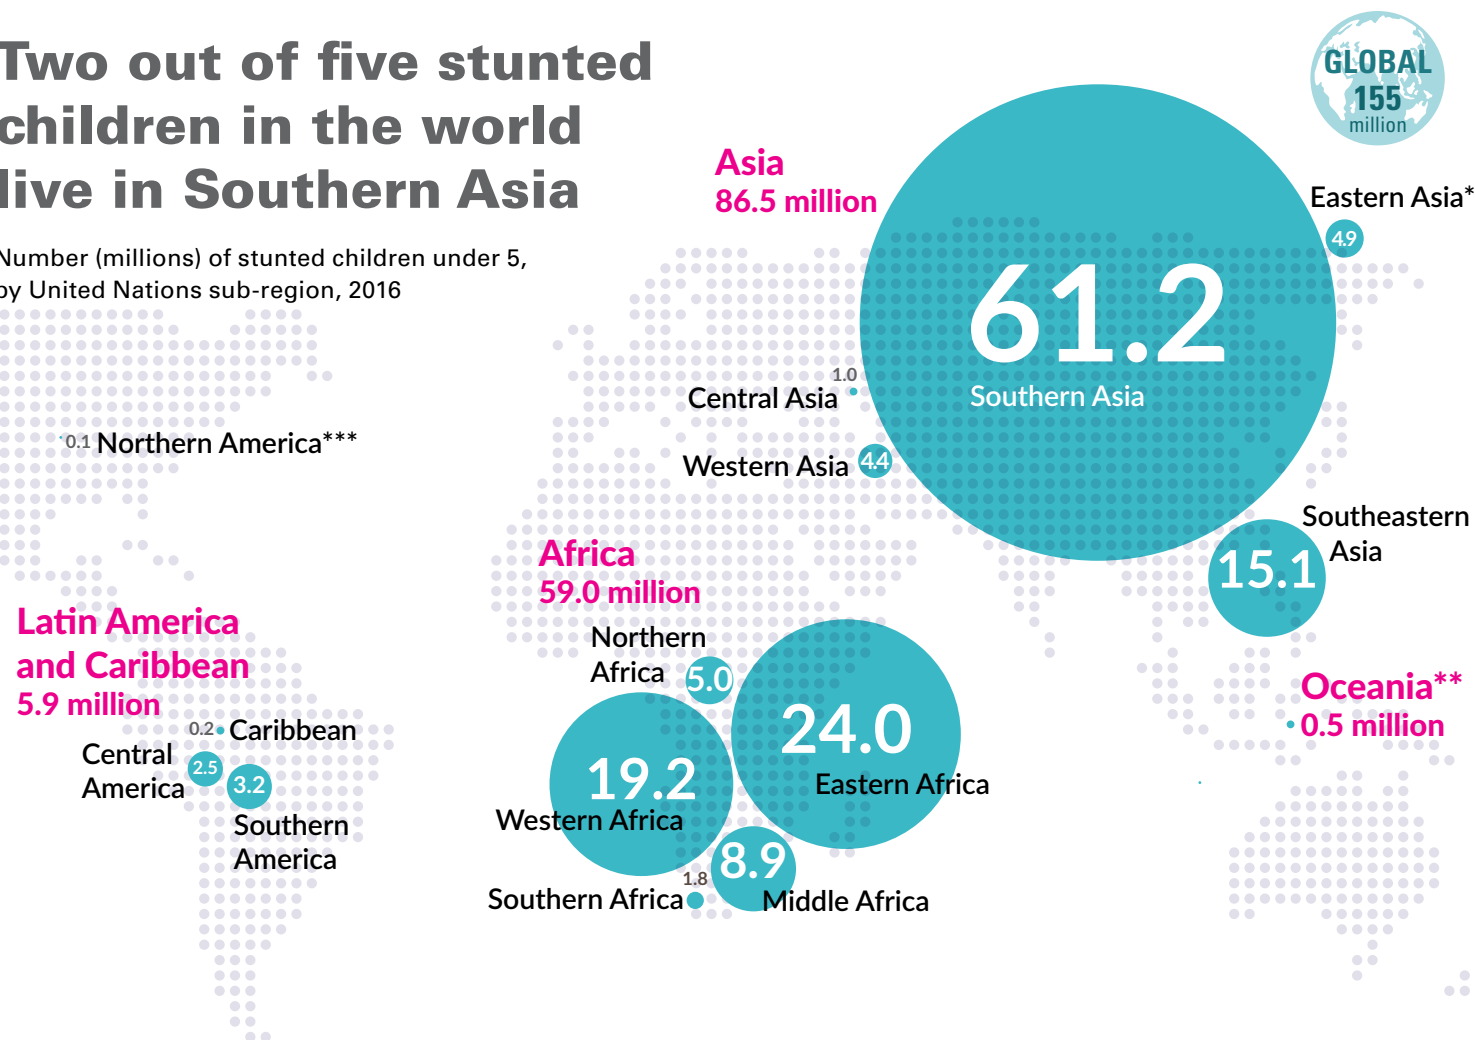 Two out of five stunted
children in the world
live in Southern Asia
Number (millions) of stunted children under 5,
by United Nations sub-region, 2016
GLOBAL
155
million
Asia
86.5 million
Eastern Asia*
4.9
61.2
Southern Asia
1.0
Central Asia
Western Asia
4.4
0.1 Northern America***
Southeastern
Asia
15.1
Africa
59.0 million
Northern
Africa
5.0
24.0
Eastern Africa
19.2
Western Africa
8.9
Middle Africa
1.8
Southern Africa
Latin America
and Caribbean
5.9 million
0.2 Caribbean
Central
America
2.5
3.2
Southern
America
Oceania**
0.5 million